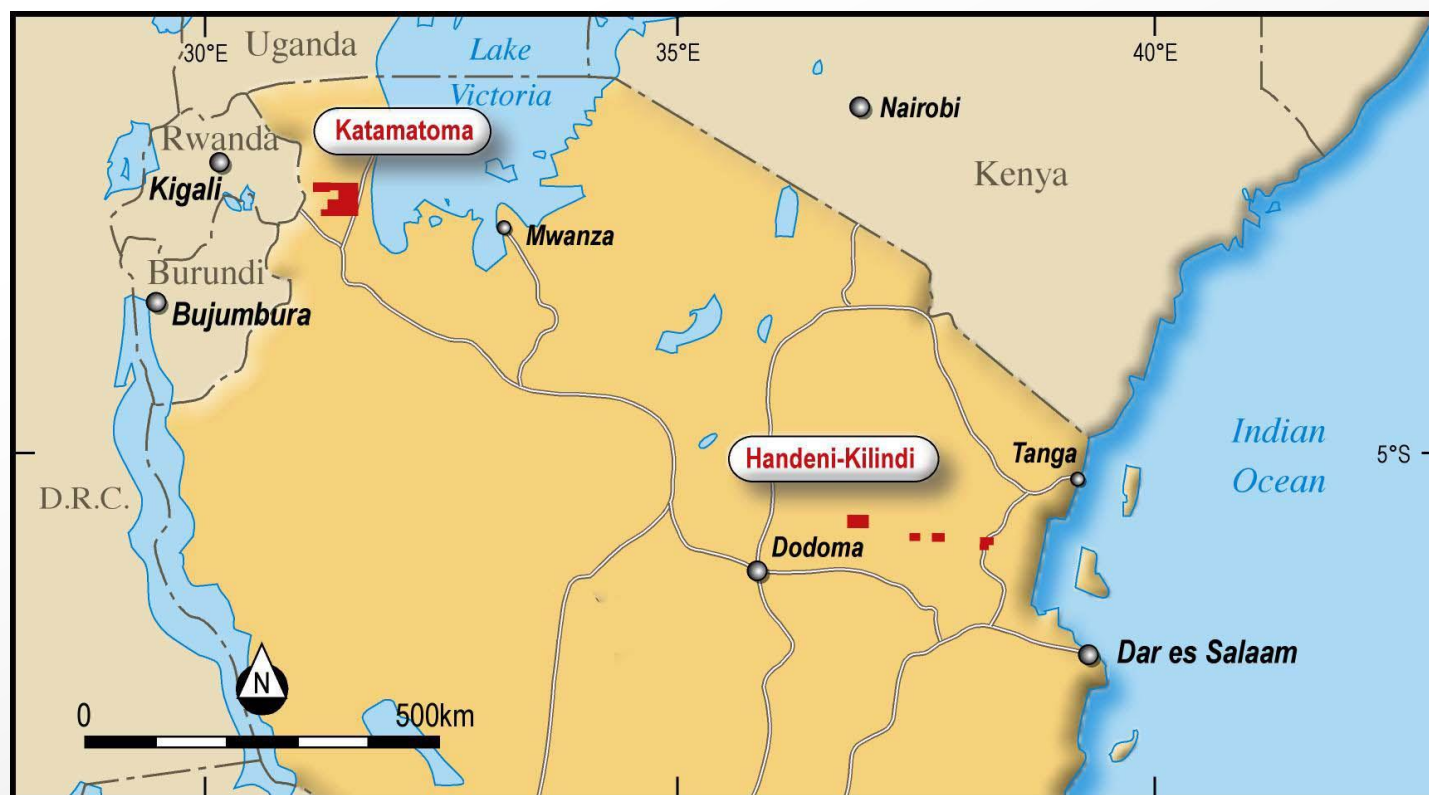 30°E
35°E
40°E
Uganda
Lake
Victoria
Katamatoma
Nairobi
Rwanda
Kigali
Kenya
Mwanza
Burundi
Bujumbura
Indian
Ocean
Handeni-Kilindi
Tanga
5°S
D.R.C.
Dodoma
Dar es Salaam
N
0
500km